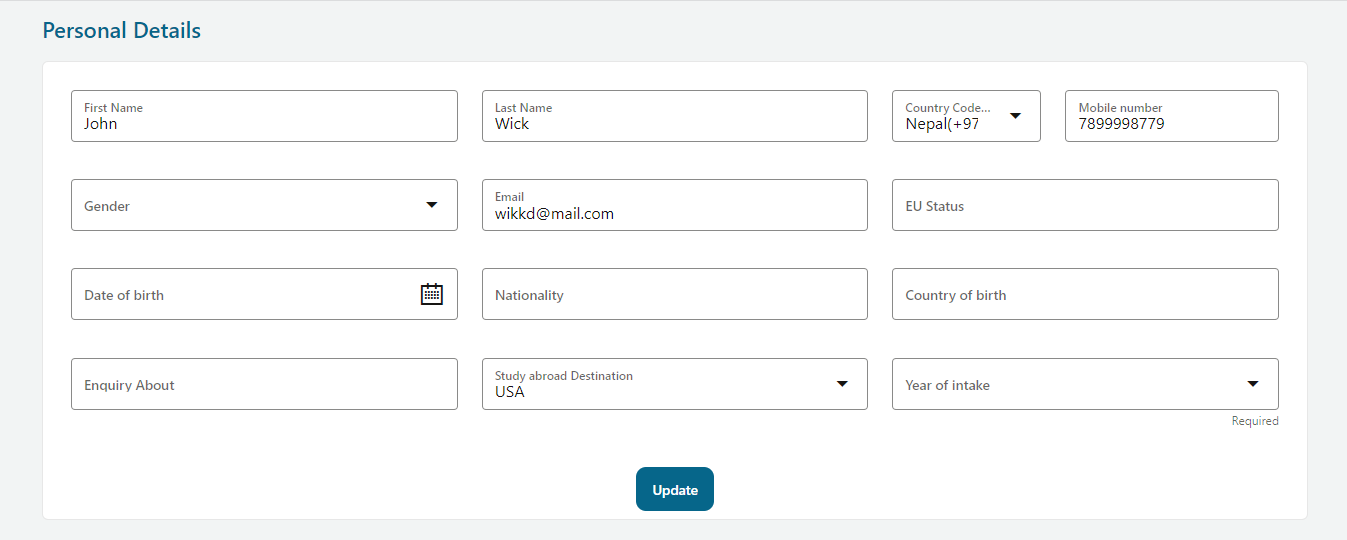 Personal Details
First Name
John
Last Name
Wick
Country Code...
Nepal(+97
Mobile number
7899998779
Gender
Email
wikkd@mail.com
EU Status
Date of birth
Nationality
Country of birth
Enquiry About
Study abroad Destination
USA
Year of intake
Required
Update